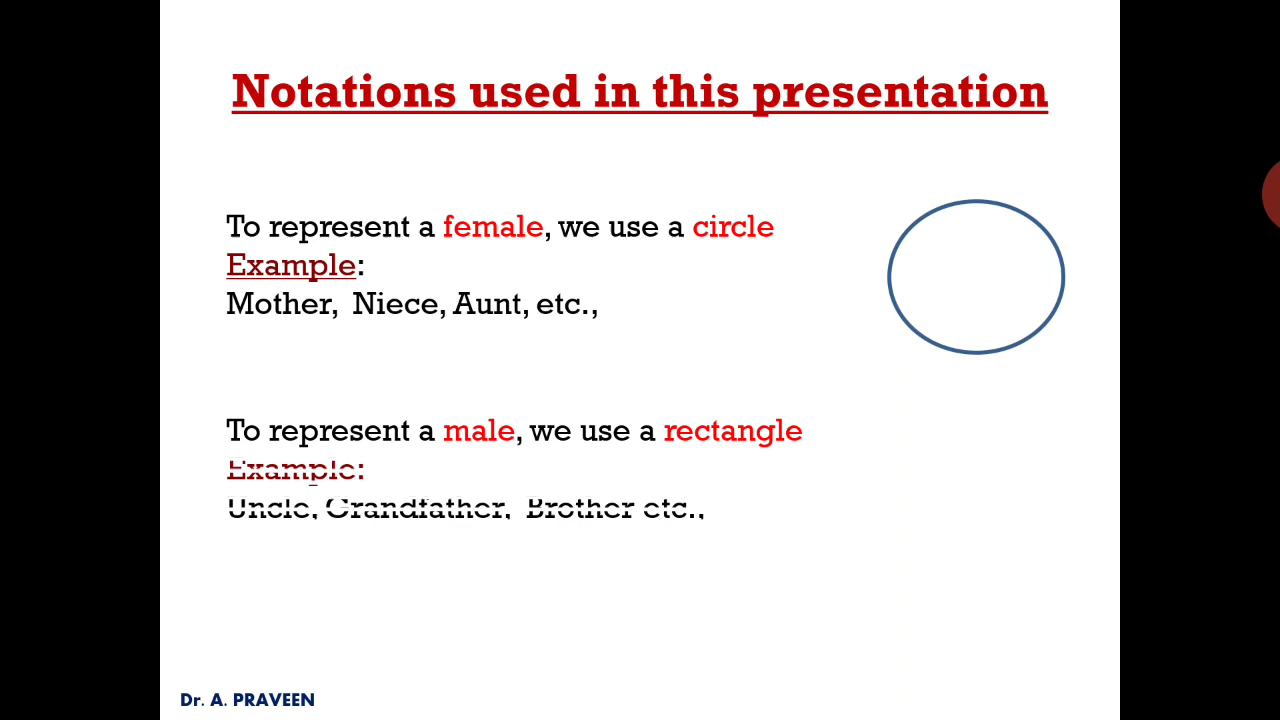 Notations used in this presentation
To represent a female, we use a circle
Example:
Mother, Niece, Aunt, etc.,
To represent a male, we use a rectangle
Example:
Uncle, Grandfather, Brother etc.,
Dr. A. PRAVEEN